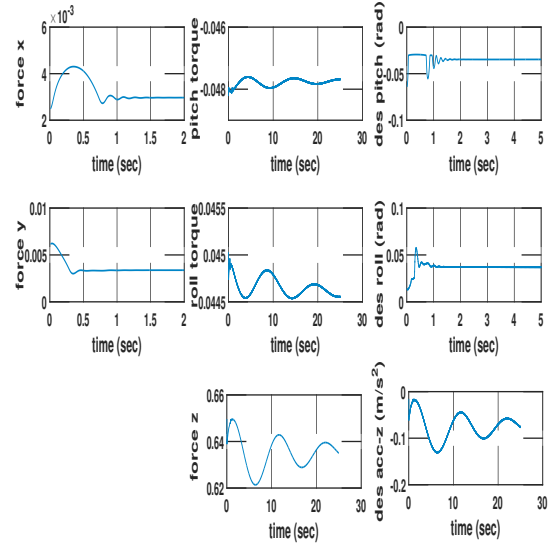 ×10⁻³
force x
6
4
2
0 0.5 1 1.5 2
time (sec)
pitch torque
-0.046
-0.048
0 10 20 30
time (sec)
des pitch (rad)
0
-0.05
-0.1
0 1 2 3 4 5
time (sec)
force y
0.01
0.005
0
0 0.5 1 1.5 2
time (sec)
roll torque
0.0455
0.045
0.0445
0 10 20 30
time (sec)
des roll (rad)
0.1
0.05
0
0 1 2 3 4 5
time (sec)
force z
0.66
0.64
0.62
0 10 20 30
time (sec)
des acc-z (m/s²)
0
-0.1
-0.2
0 10 20 30
time (sec)